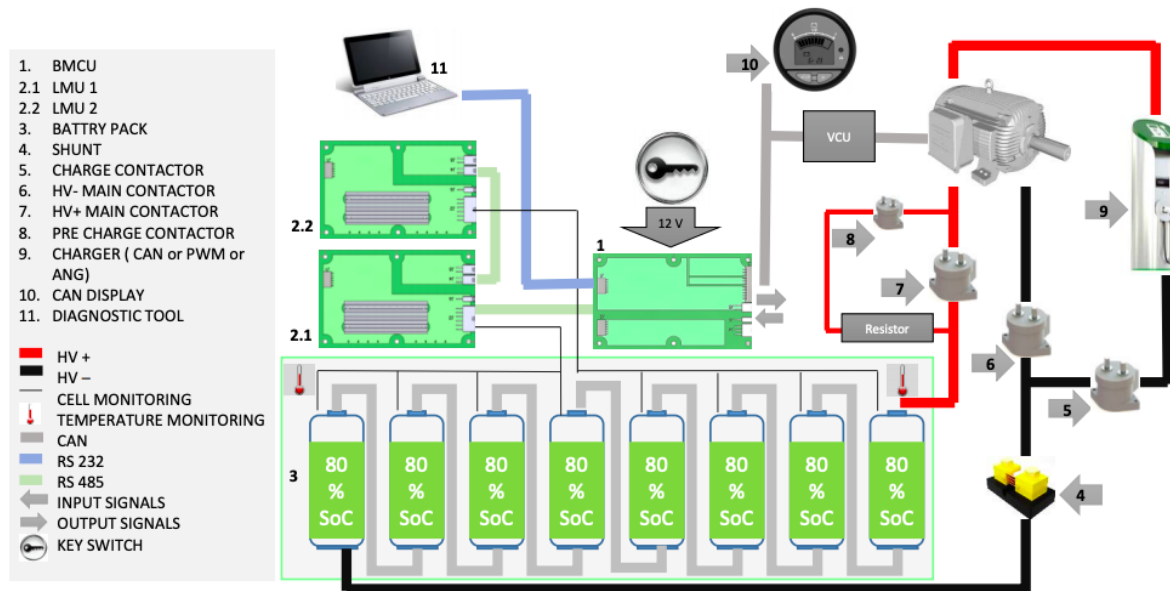 1. BMCU
2.1 LMU 1
2.2 LMU 2
3. BATTRY PACK
4. SHUNT
5. CHARGE CONTACTOR
6. HV- MAIN CONTACTOR
7. HV+ MAIN CONTACTOR
8. PRE CHARGE CONTACTOR
9. CHARGER ( CAN or PWM or
ANG)
10. CAN DISPLAY
11. DIAGNOSTIC TOOL
HV +
HV –
CELL MONITORING
TEMPERATURE MONITORING
CAN
RS 232
RS 485
INPUT SIGNALS
OUTPUT SIGNALS
KEY SWITCH
11
10
VCU
2.2
12 V
1
8
9
7
2.1
Resistor
6
5
3
80
%
SoC
80
%
SoC
80
%
SoC
80
%
SoC
80
%
SoC
80
%
SoC
80
%
SoC
80
%
SoC
4